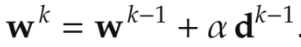 𝐰^k = 𝐰^{k−1} + α 𝐝^{k−1}.